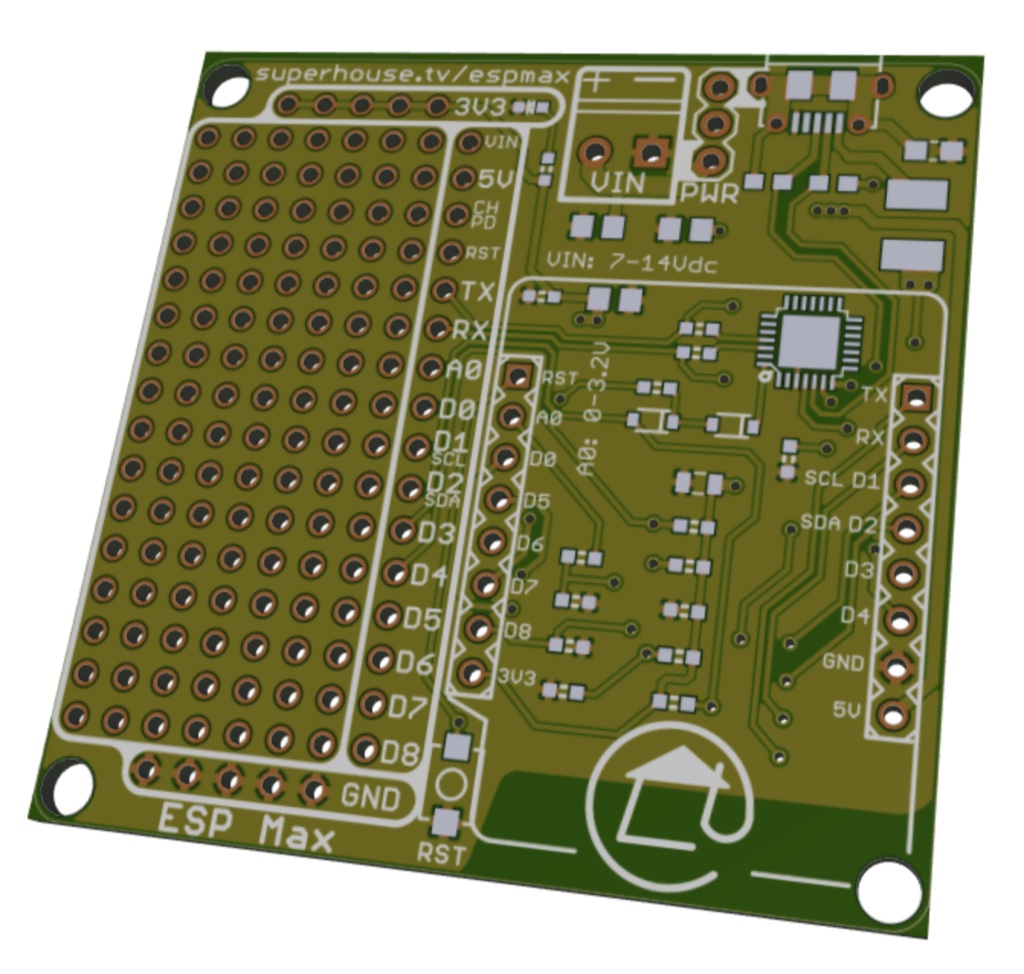 superhouse.tv/espmax
3V3
+ −
VIN
PWR
VIN: 7-14Vdc
VIN
5V
CH
PD
RST
TX
RX
A0
D0
D1
SCL
D2
SDA
D3
D4
D5
D6
D7
D8
GND
ESP Max
RST
RST
A0
D0
D5
D6
D7
D8
3V3
A0: 0-3.2V
TX
RX
SCL D1
SDA D2
D3
D4
GND
5V